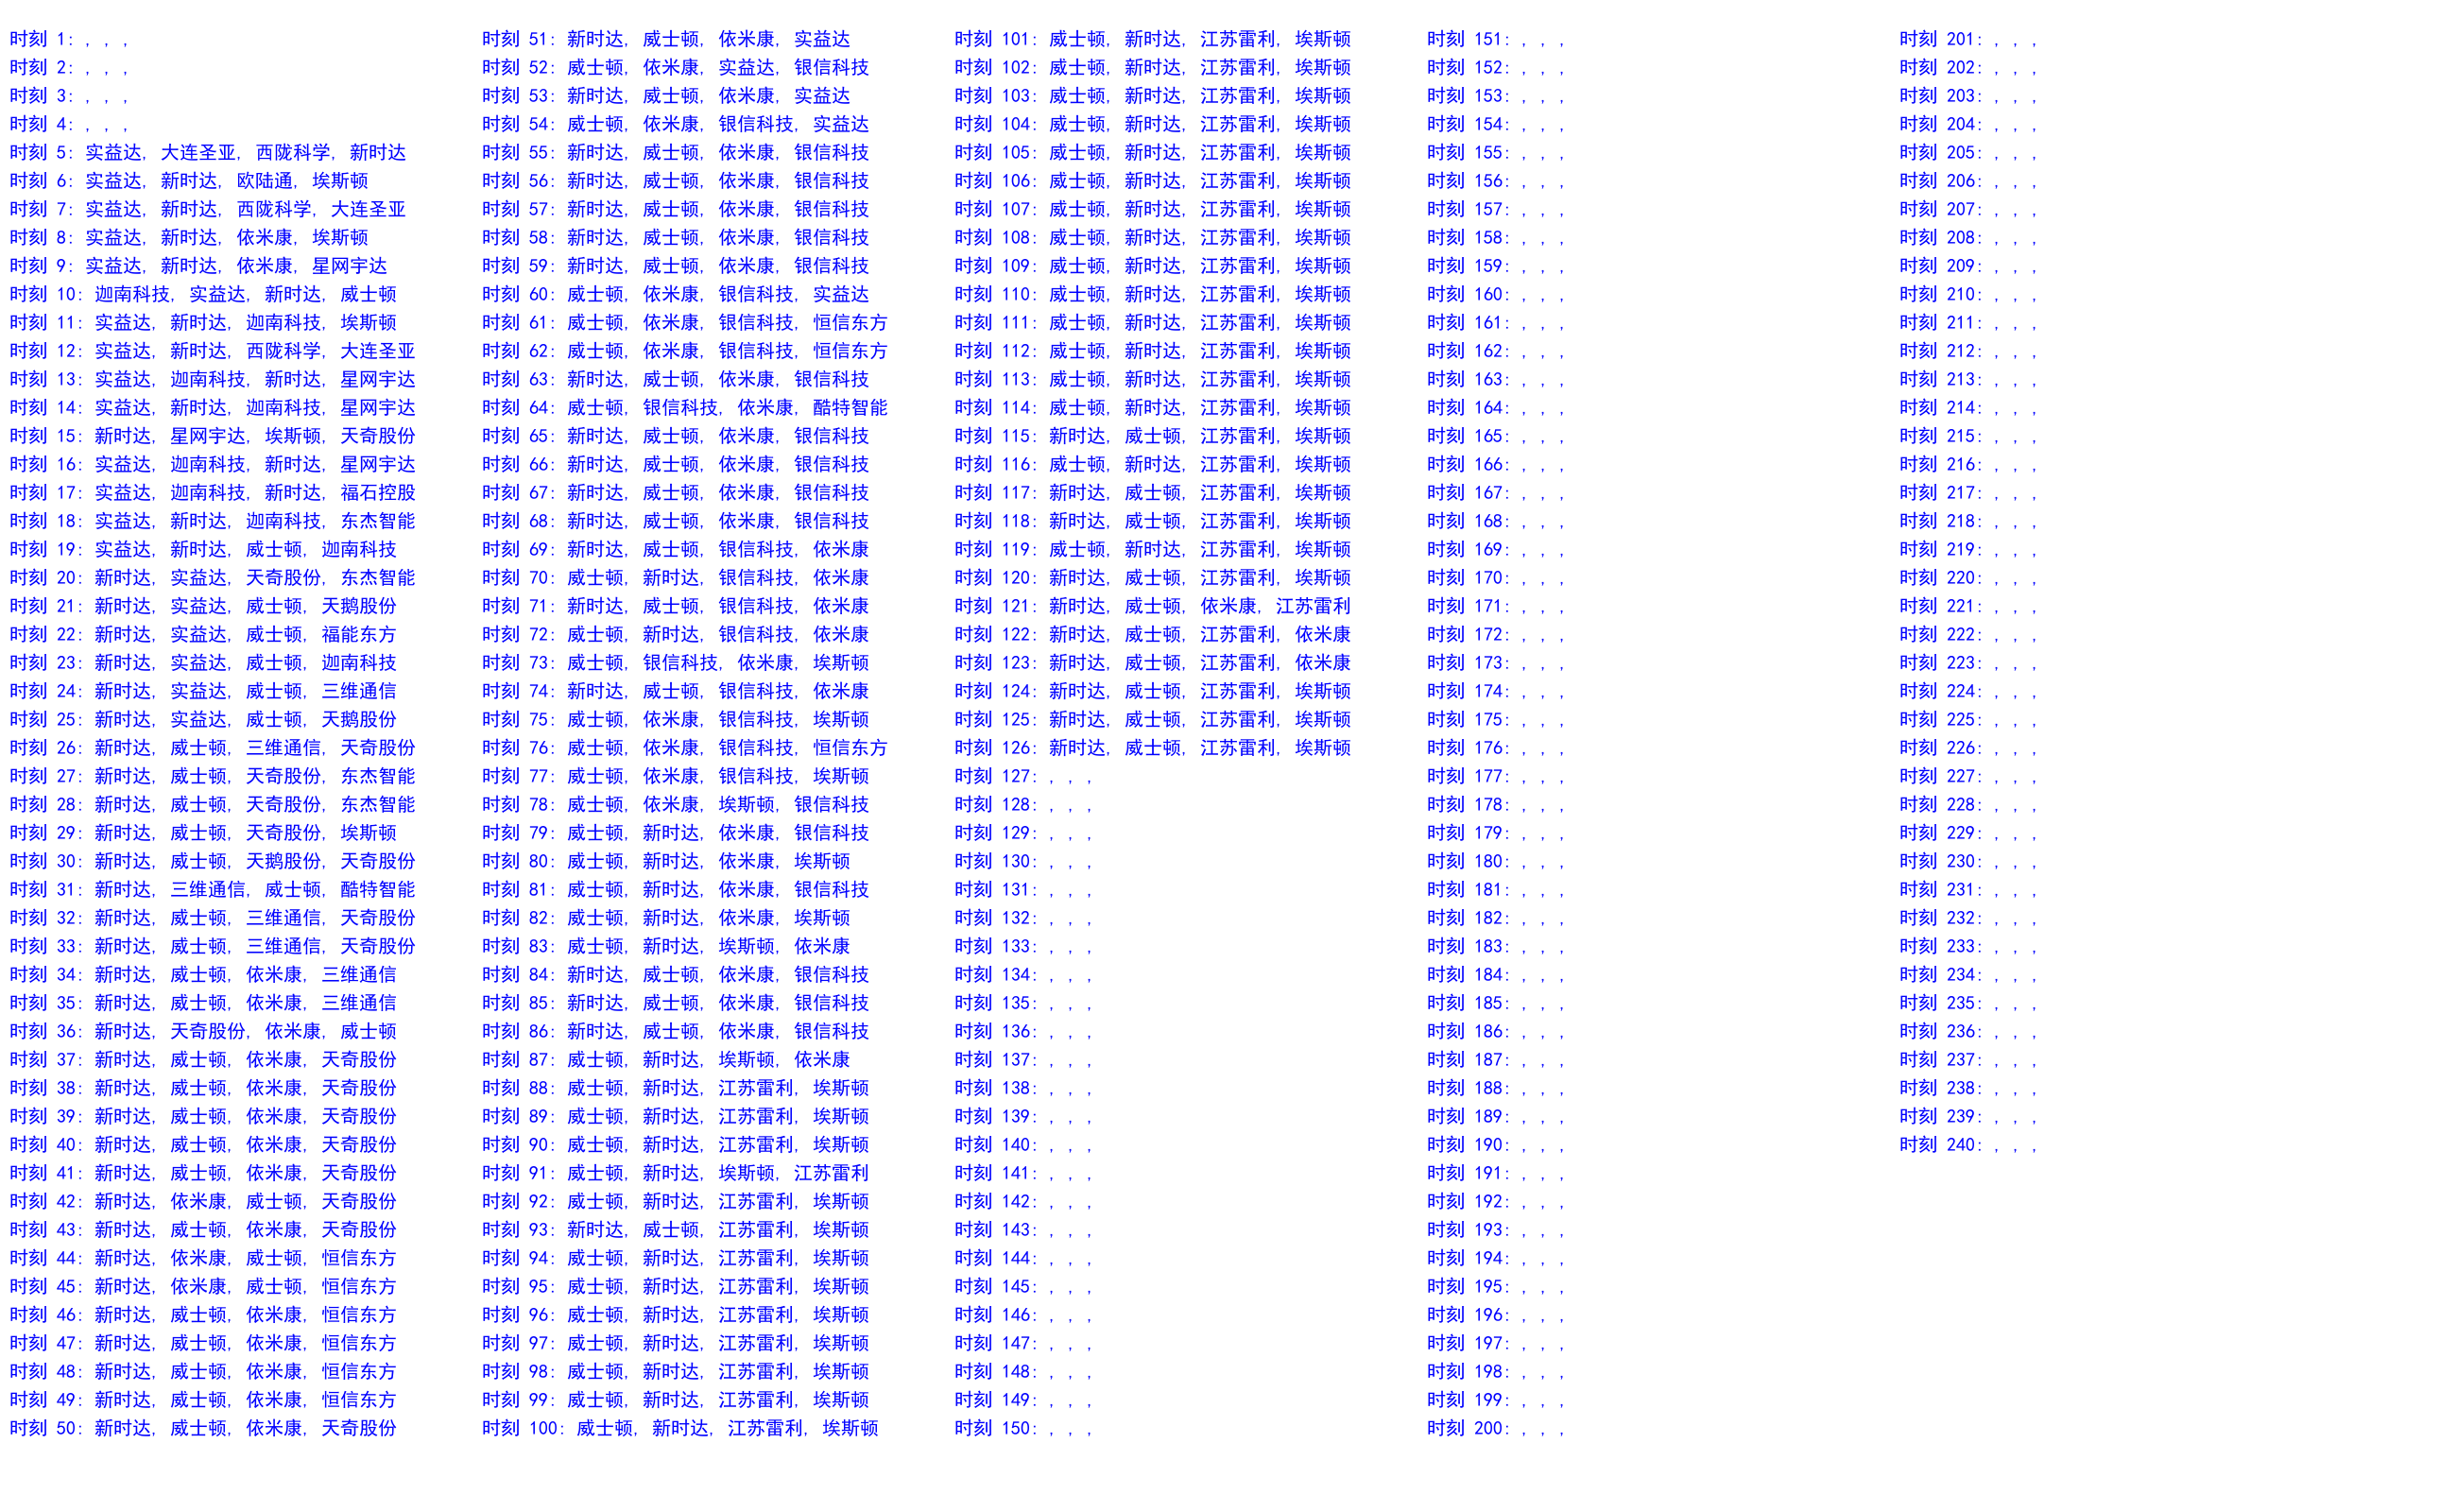 时刻 1: , , ,
时刻 2: , , ,
时刻 3: , , ,
时刻 4: , , ,
时刻 5: 实益达, 大连圣亚, 西陇科学, 新时达
时刻 6: 实益达, 新时达, 欧陆通, 埃斯顿
时刻 7: 实益达, 新时达, 西陇科学, 大连圣亚
时刻 8: 实益达, 新时达, 依米康, 埃斯顿
时刻 9: 实益达, 新时达, 依米康, 星网宇达
时刻 10: 迦南科技, 实益达, 新时达, 威士顿
时刻 11: 实益达, 新时达, 迦南科技, 埃斯顿
时刻 12: 实益达, 新时达, 西陇科学, 大连圣亚
时刻 13: 实益达, 迦南科技, 新时达, 星网宇达
时刻 14: 实益达, 新时达, 迦南科技, 星网宇达
时刻 15: 新时达, 星网宇达, 埃斯顿, 天奇股份
时刻 16: 实益达, 迦南科技, 新时达, 星网宇达
时刻 17: 实益达, 迦南科技, 新时达, 福石控股
时刻 18: 实益达, 新时达, 迦南科技, 东杰智能
时刻 19: 实益达, 新时达, 威士顿, 迦南科技
时刻 20: 新时达, 实益达, 天奇股份, 东杰智能
时刻 21: 新时达, 实益达, 威士顿, 天鹅股份
时刻 22: 新时达, 实益达, 威士顿, 福能东方
时刻 23: 新时达, 实益达, 威士顿, 迦南科技
时刻 24: 新时达, 实益达, 威士顿, 三维通信
时刻 25: 新时达, 实益达, 威士顿, 天鹅股份
时刻 26: 新时达, 威士顿, 三维通信, 天奇股份
时刻 27: 新时达, 威士顿, 天奇股份, 东杰智能
时刻 28: 新时达, 威士顿, 天奇股份, 东杰智能
时刻 29: 新时达, 威士顿, 天奇股份, 埃斯顿
时刻 30: 新时达, 威士顿, 天鹅股份, 天奇股份
时刻 31: 新时达, 三维通信, 威士顿, 酷特智能
时刻 32: 新时达, 威士顿, 三维通信, 天奇股份
时刻 33: 新时达, 威士顿, 三维通信, 天奇股份
时刻 34: 新时达, 威士顿, 依米康, 三维通信
时刻 35: 新时达, 威士顿, 依米康, 三维通信
时刻 36: 新时达, 天奇股份, 依米康, 威士顿
时刻 37: 新时达, 威士顿, 依米康, 天奇股份
时刻 38: 新时达, 威士顿, 依米康, 天奇股份
时刻 39: 新时达, 威士顿, 依米康, 天奇股份
时刻 40: 新时达, 威士顿, 依米康, 天奇股份
时刻 41: 新时达, 威士顿, 依米康, 天奇股份
时刻 42: 新时达, 依米康, 威士顿, 天奇股份
时刻 43: 新时达, 威士顿, 依米康, 天奇股份
时刻 44: 新时达, 依米康, 威士顿, 恒信东方
时刻 45: 新时达, 依米康, 威士顿, 恒信东方
时刻 46: 新时达, 威士顿, 依米康, 恒信东方
时刻 47: 新时达, 威士顿, 依米康, 恒信东方
时刻 48: 新时达, 威士顿, 依米康, 恒信东方
时刻 49: 新时达, 威士顿, 依米康, 恒信东方
时刻 50: 新时达, 威士顿, 依米康, 天奇股份
时刻 51: 新时达, 威士顿, 依米康, 实益达
时刻 52: 威士顿, 依米康, 实益达, 银信科技
时刻 53: 新时达, 威士顿, 依米康, 实益达
时刻 54: 威士顿, 依米康, 银信科技, 实益达
时刻 55: 新时达, 威士顿, 依米康, 银信科技
时刻 56: 新时达, 威士顿, 依米康, 银信科技
时刻 57: 新时达, 威士顿, 依米康, 银信科技
时刻 58: 新时达, 威士顿, 依米康, 银信科技
时刻 59: 新时达, 威士顿, 依米康, 银信科技
时刻 60: 威士顿, 依米康, 银信科技, 实益达
时刻 61: 威士顿, 依米康, 银信科技, 恒信东方
时刻 62: 威士顿, 依米康, 银信科技, 恒信东方
时刻 63: 新时达, 威士顿, 依米康, 银信科技
时刻 64: 威士顿, 银信科技, 依米康, 酷特智能
时刻 65: 新时达, 威士顿, 依米康, 银信科技
时刻 66: 新时达, 威士顿, 依米康, 银信科技
时刻 67: 新时达, 威士顿, 依米康, 银信科技
时刻 68: 新时达, 威士顿, 依米康, 银信科技
时刻 69: 新时达, 威士顿, 银信科技, 依米康
时刻 70: 威士顿, 新时达, 银信科技, 依米康
时刻 71: 新时达, 威士顿, 银信科技, 依米康
时刻 72: 威士顿, 新时达, 银信科技, 依米康
时刻 73: 威士顿, 银信科技, 依米康, 埃斯顿
时刻 74: 新时达, 威士顿, 银信科技, 依米康
时刻 75: 威士顿, 依米康, 银信科技, 埃斯顿
时刻 76: 威士顿, 依米康, 银信科技, 恒信东方
时刻 77: 威士顿, 依米康, 银信科技, 埃斯顿
时刻 78: 威士顿, 依米康, 埃斯顿, 银信科技
时刻 79: 威士顿, 新时达, 依米康, 银信科技
时刻 80: 威士顿, 新时达, 依米康, 埃斯顿
时刻 81: 威士顿, 新时达, 依米康, 银信科技
时刻 82: 威士顿, 新时达, 依米康, 埃斯顿
时刻 83: 威士顿, 新时达, 埃斯顿, 依米康
时刻 84: 新时达, 威士顿, 依米康, 银信科技
时刻 85: 新时达, 威士顿, 依米康, 银信科技
时刻 86: 新时达, 威士顿, 依米康, 银信科技
时刻 87: 威士顿, 新时达, 埃斯顿, 依米康
时刻 88: 威士顿, 新时达, 江苏雷利, 埃斯顿
时刻 89: 威士顿, 新时达, 江苏雷利, 埃斯顿
时刻 90: 威士顿, 新时达, 江苏雷利, 埃斯顿
时刻 91: 威士顿, 新时达, 埃斯顿, 江苏雷利
时刻 92: 威士顿, 新时达, 江苏雷利, 埃斯顿
时刻 93: 新时达, 威士顿, 江苏雷利, 埃斯顿
时刻 94: 威士顿, 新时达, 江苏雷利, 埃斯顿
时刻 95: 威士顿, 新时达, 江苏雷利, 埃斯顿
时刻 96: 威士顿, 新时达, 江苏雷利, 埃斯顿
时刻 97: 威士顿, 新时达, 江苏雷利, 埃斯顿
时刻 98: 威士顿, 新时达, 江苏雷利, 埃斯顿
时刻 99: 威士顿, 新时达, 江苏雷利, 埃斯顿
时刻 100: 威士顿, 新时达, 江苏雷利, 埃斯顿
时刻 101: 威士顿, 新时达, 江苏雷利, 埃斯顿
时刻 102: 威士顿, 新时达, 江苏雷利, 埃斯顿
时刻 103: 威士顿, 新时达, 江苏雷利, 埃斯顿
时刻 104: 威士顿, 新时达, 江苏雷利, 埃斯顿
时刻 105: 威士顿, 新时达, 江苏雷利, 埃斯顿
时刻 106: 威士顿, 新时达, 江苏雷利, 埃斯顿
时刻 107: 威士顿, 新时达, 江苏雷利, 埃斯顿
时刻 108: 威士顿, 新时达, 江苏雷利, 埃斯顿
时刻 109: 威士顿, 新时达, 江苏雷利, 埃斯顿
时刻 110: 威士顿, 新时达, 江苏雷利, 埃斯顿
时刻 111: 威士顿, 新时达, 江苏雷利, 埃斯顿
时刻 112: 威士顿, 新时达, 江苏雷利, 埃斯顿
时刻 113: 威士顿, 新时达, 江苏雷利, 埃斯顿
时刻 114: 威士顿, 新时达, 江苏雷利, 埃斯顿
时刻 115: 新时达, 威士顿, 江苏雷利, 埃斯顿
时刻 116: 威士顿, 新时达, 江苏雷利, 埃斯顿
时刻 117: 新时达, 威士顿, 江苏雷利, 埃斯顿
时刻 118: 新时达, 威士顿, 江苏雷利, 埃斯顿
时刻 119: 威士顿, 新时达, 江苏雷利, 埃斯顿
时刻 120: 新时达, 威士顿, 江苏雷利, 埃斯顿
时刻 121: 新时达, 威士顿, 依米康, 江苏雷利
时刻 122: 新时达, 威士顿, 江苏雷利, 依米康
时刻 123: 新时达, 威士顿, 江苏雷利, 依米康
时刻 124: 新时达, 威士顿, 江苏雷利, 埃斯顿
时刻 125: 新时达, 威士顿, 江苏雷利, 埃斯顿
时刻 126: 新时达, 威士顿, 江苏雷利, 埃斯顿
时刻 127: , , ,
时刻 128: , , ,
时刻 129: , , ,
时刻 130: , , ,
时刻 131: , , ,
时刻 132: , , ,
时刻 133: , , ,
时刻 134: , , ,
时刻 135: , , ,
时刻 136: , , ,
时刻 137: , , ,
时刻 138: , , ,
时刻 139: , , ,
时刻 140: , , ,
时刻 141: , , ,
时刻 142: , , ,
时刻 143: , , ,
时刻 144: , , ,
时刻 145: , , ,
时刻 146: , , ,
时刻 147: , , ,
时刻 148: , , ,
时刻 149: , , ,
时刻 150: , , ,
时刻 151: , , ,
时刻 152: , , ,
时刻 153: , , ,
时刻 154: , , ,
时刻 155: , , ,
时刻 156: , , ,
时刻 157: , , ,
时刻 158: , , ,
时刻 159: , , ,
时刻 160: , , ,
时刻 161: , , ,
时刻 162: , , ,
时刻 163: , , ,
时刻 164: , , ,
时刻 165: , , ,
时刻 166: , , ,
时刻 167: , , ,
时刻 168: , , ,
时刻 169: , , ,
时刻 170: , , ,
时刻 171: , , ,
时刻 172: , , ,
时刻 173: , , ,
时刻 174: , , ,
时刻 175: , , ,
时刻 176: , , ,
时刻 177: , , ,
时刻 178: , , ,
时刻 179: , , ,
时刻 180: , , ,
时刻 181: , , ,
时刻 182: , , ,
时刻 183: , , ,
时刻 184: , , ,
时刻 185: , , ,
时刻 186: , , ,
时刻 187: , , ,
时刻 188: , , ,
时刻 189: , , ,
时刻 190: , , ,
时刻 191: , , ,
时刻 192: , , ,
时刻 193: , , ,
时刻 194: , , ,
时刻 195: , , ,
时刻 196: , , ,
时刻 197: , , ,
时刻 198: , , ,
时刻 199: , , ,
时刻 200: , , ,
时刻 201: , , ,
时刻 202: , , ,
时刻 203: , , ,
时刻 204: , , ,
时刻 205: , , ,
时刻 206: , , ,
时刻 207: , , ,
时刻 208: , , ,
时刻 209: , , ,
时刻 210: , , ,
时刻 211: , , ,
时刻 212: , , ,
时刻 213: , , ,
时刻 214: , , ,
时刻 215: , , ,
时刻 216: , , ,
时刻 217: , , ,
时刻 218: , , ,
时刻 219: , , ,
时刻 220: , , ,
时刻 221: , , ,
时刻 222: , , ,
时刻 223: , , ,
时刻 224: , , ,
时刻 225: , , ,
时刻 226: , , ,
时刻 227: , , ,
时刻 228: , , ,
时刻 229: , , ,
时刻 230: , , ,
时刻 231: , , ,
时刻 232: , , ,
时刻 233: , , ,
时刻 234: , , ,
时刻 235: , , ,
时刻 236: , , ,
时刻 237: , , ,
时刻 238: , , ,
时刻 239: , , ,
时刻 240: , , ,